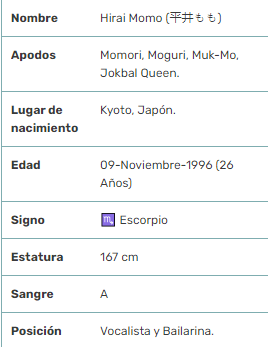 Nombre Hirai Momo (平井もも)
Apodos Momori, Moguri, Muk-Mo,
Jokbal Queen.
Lugar de Kyoto, Japón.
nacimiento
Edad 09-Noviembre-1996 (26
Años)
Signo ♏ Escorpio
Estatura 167 cm
Sangre A
Posición Vocalista y Bailarina.